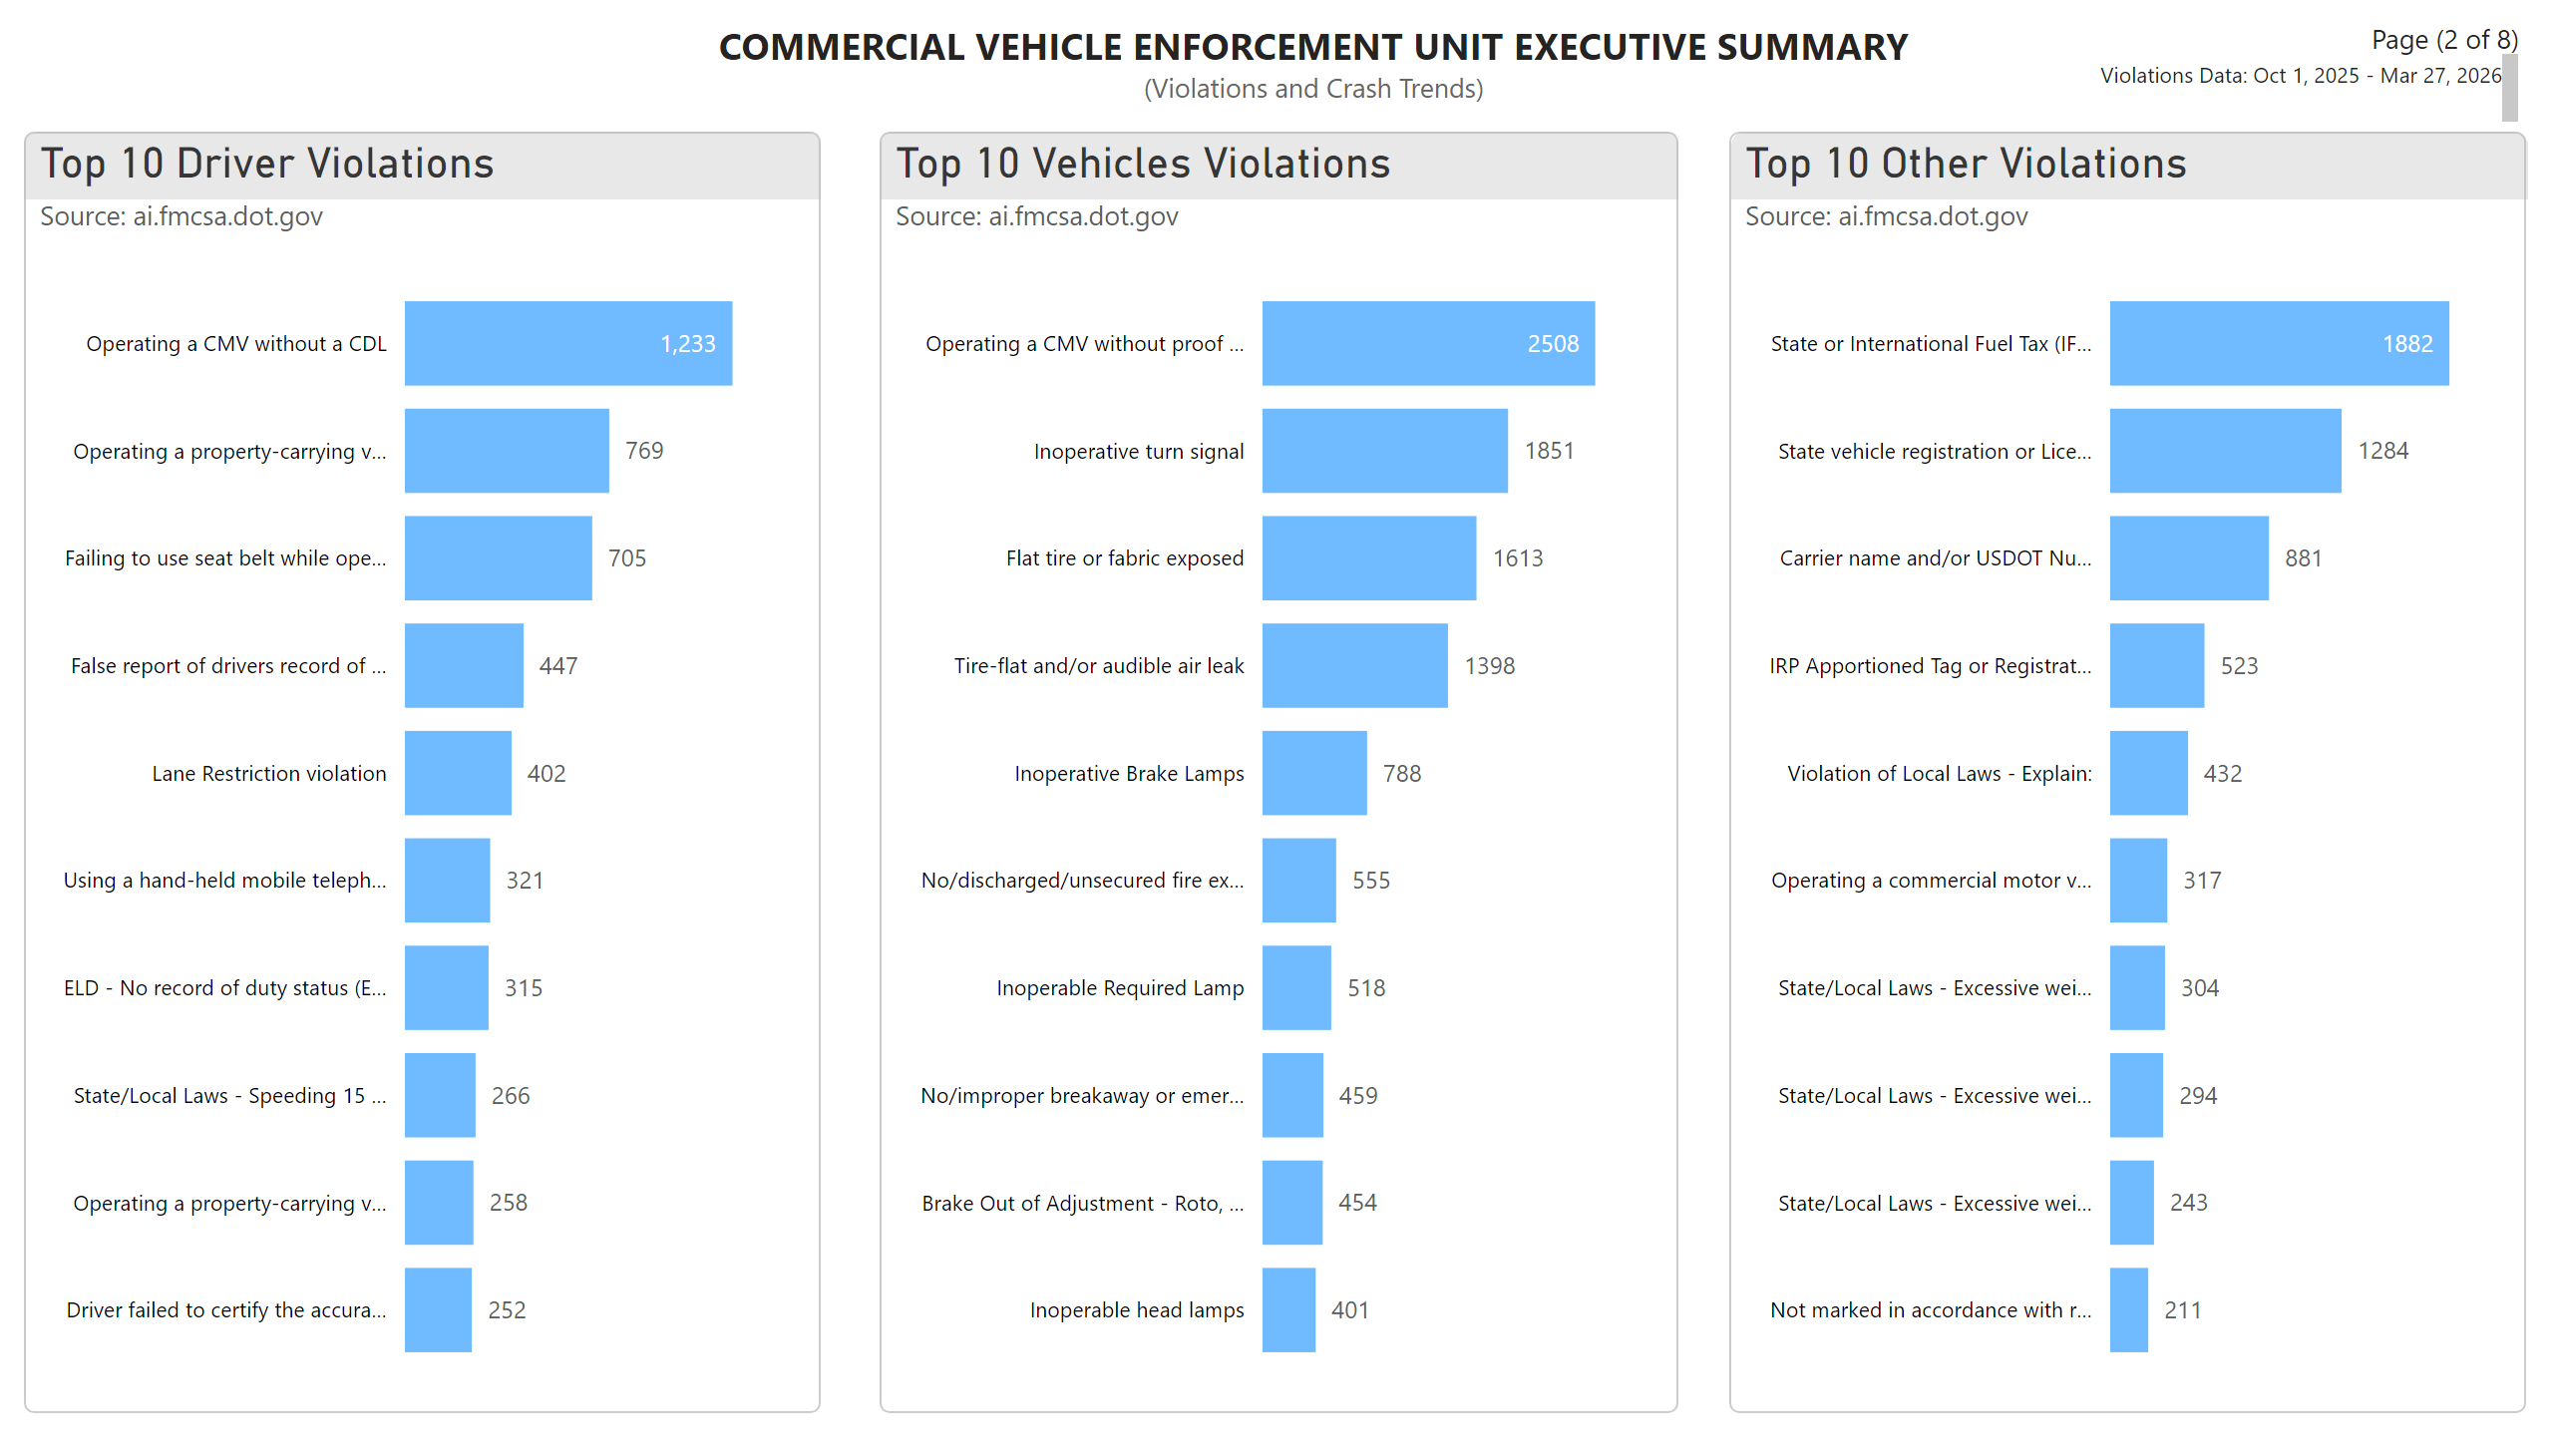 COMMERCIAL VEHICLE ENFORCEMENT UNIT EXECUTIVE SUMMARY
(Violations and Crash Trends)
Page (2 of 8)
Violations Data: Oct 1, 2025 - Mar 27, 2026
Top 10 Driver Violations
Source: ai.fmcsa.dot.gov
Operating a CMV without a CDL 1,233
Operating a property-carrying v... 769
Failing to use seat belt while ope... 705
False report of drivers record of ... 447
Lane Restriction violation 402
Using a hand-held mobile teleph... 321
ELD - No record of duty status (E... 315
State/Local Laws - Speeding 15 ... 266
Operating a property-carrying v... 258
Driver failed to certify the accura... 252
Top 10 Vehicles Violations
Source: ai.fmcsa.dot.gov
Operating a CMV without proof ... 2508
Inoperative turn signal 1851
Flat tire or fabric exposed 1613
Tire-flat and/or audible air leak 1398
Inoperative Brake Lamps 788
No/discharged/unsecured fire ex... 555
Inoperable Required Lamp 518
No/improper breakaway or emer... 459
Brake Out of Adjustment - Roto, ... 454
Inoperable head lamps 401
Top 10 Other Violations
Source: ai.fmcsa.dot.gov
State or International Fuel Tax (IF... 1882
State vehicle registration or Lice... 1284
Carrier name and/or USDOT Nu... 881
IRP Apportioned Tag or Registrat... 523
Violation of Local Laws - Explain: 432
Operating a commercial motor v... 317
State/Local Laws - Excessive wei... 304
State/Local Laws - Excessive wei... 294
State/Local Laws - Excessive wei... 243
Not marked in accordance with r... 211